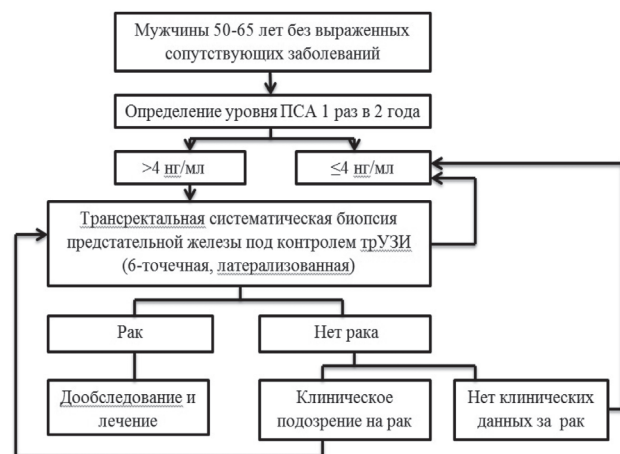 Мужчины 50-65 лет без выраженных
сопутствующих заболеваний
Определение уровня ПСА 1 раз в 2 года
>4 нг/мл
≤4 нг/мл
Трансректальная систематическая биопсия
предстательной железы под контролем трУЗИ
(6-точечная, латерализованная)
Рак
Нет рака
Дообследование и
лечение
Клиническое
подозрение на рак
Нет клинических
данных за рак